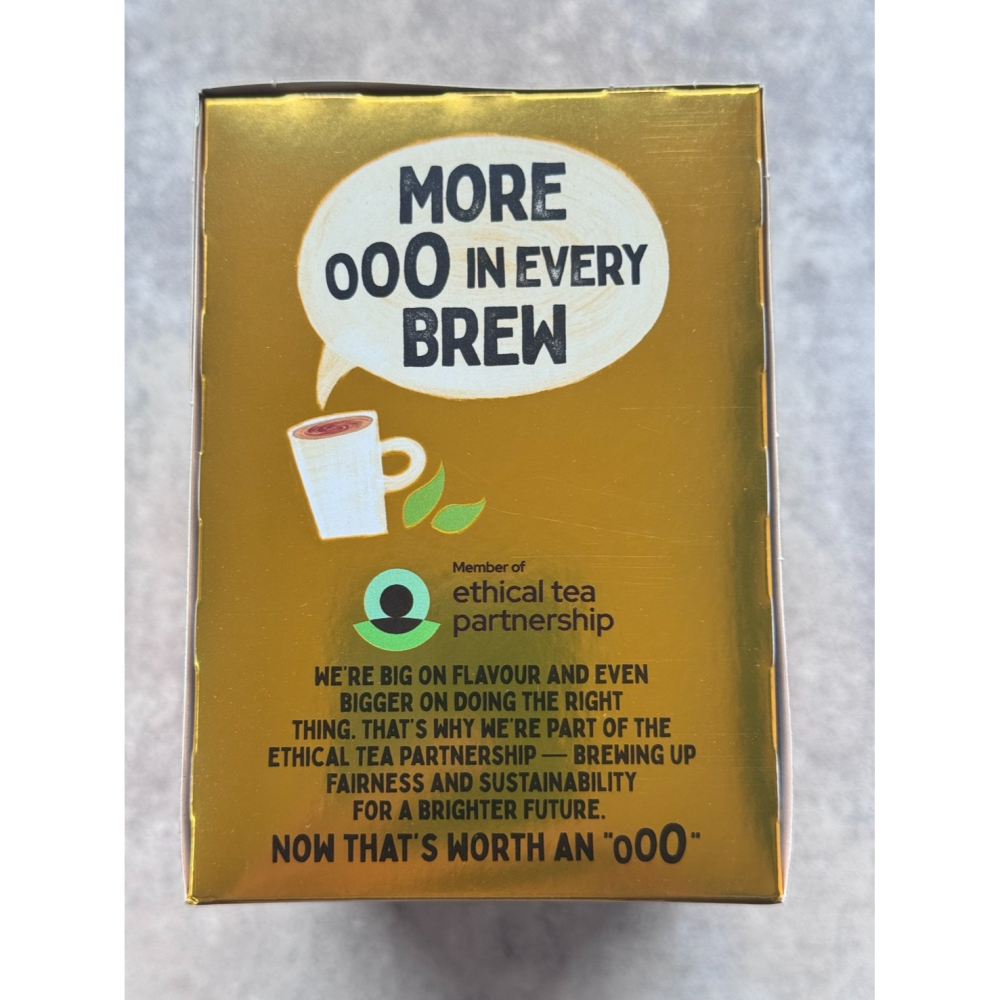 MORE
oOO IN EVERY
BREW
Member of
ethical tea
partnership
WE'RE BIG ON FLAVOUR AND EVEN
BIGGER ON DOING THE RIGHT
THING. THAT'S WHY WE'RE PART OF THE
ETHICAL TEA PARTNERSHIP — BREWING UP
FAIRNESS AND SUSTAINABILITY
FOR A BRIGHTER FUTURE.
NOW THAT'S WORTH AN "oOO"